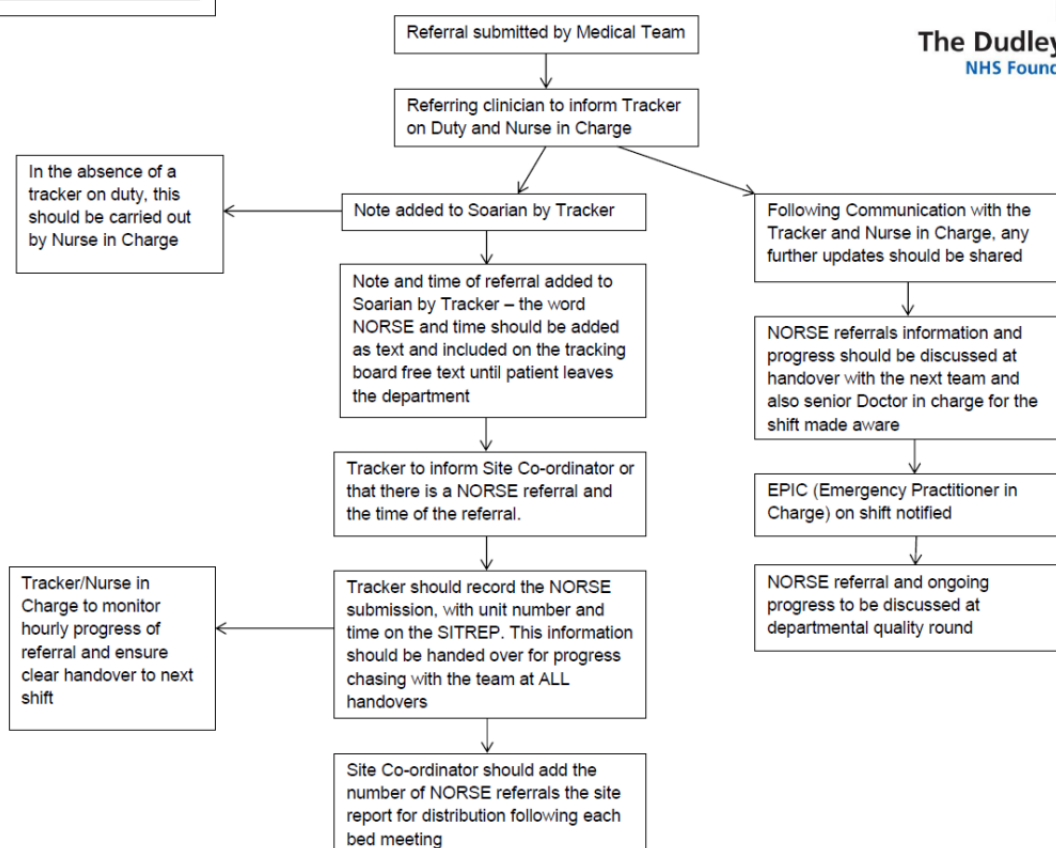 Referral submitted by Medical Team
The Dudley
NHS Found
Referring clinician to inform Tracker
on Duty and Nurse in Charge
In the absence of a
tracker on duty, this
should be carried out
by Nurse in Charge
Note added to Soarian by Tracker
Following Communication with the
Tracker and Nurse in Charge, any
further updates should be shared
Note and time of referral added to
Soarian by Tracker – the word
NORSE and time should be added
as text and included on the tracking
board free text until patient leaves
the department
NORSE referrals information and
progress should be discussed at
handover with the next team and
also senior Doctor in charge for the
shift made aware
Tracker to inform Site Co-ordinator or
that there is a NORSE referral and
the time of the referral.
EPIC (Emergency Practitioner in
Charge) on shift notified
Tracker/Nurse in
Charge to monitor
hourly progress of
referral and ensure
clear handover to next
shift
Tracker should record the NORSE
submission, with unit number and
time on the SITREP. This information
should be handed over for progress
chasing with the team at ALL
handovers
NORSE referral and ongoing
progress to be discussed at
departmental quality round
Site Co-ordinator should add the
number of NORSE referrals the site
report for distribution following each
bed meeting